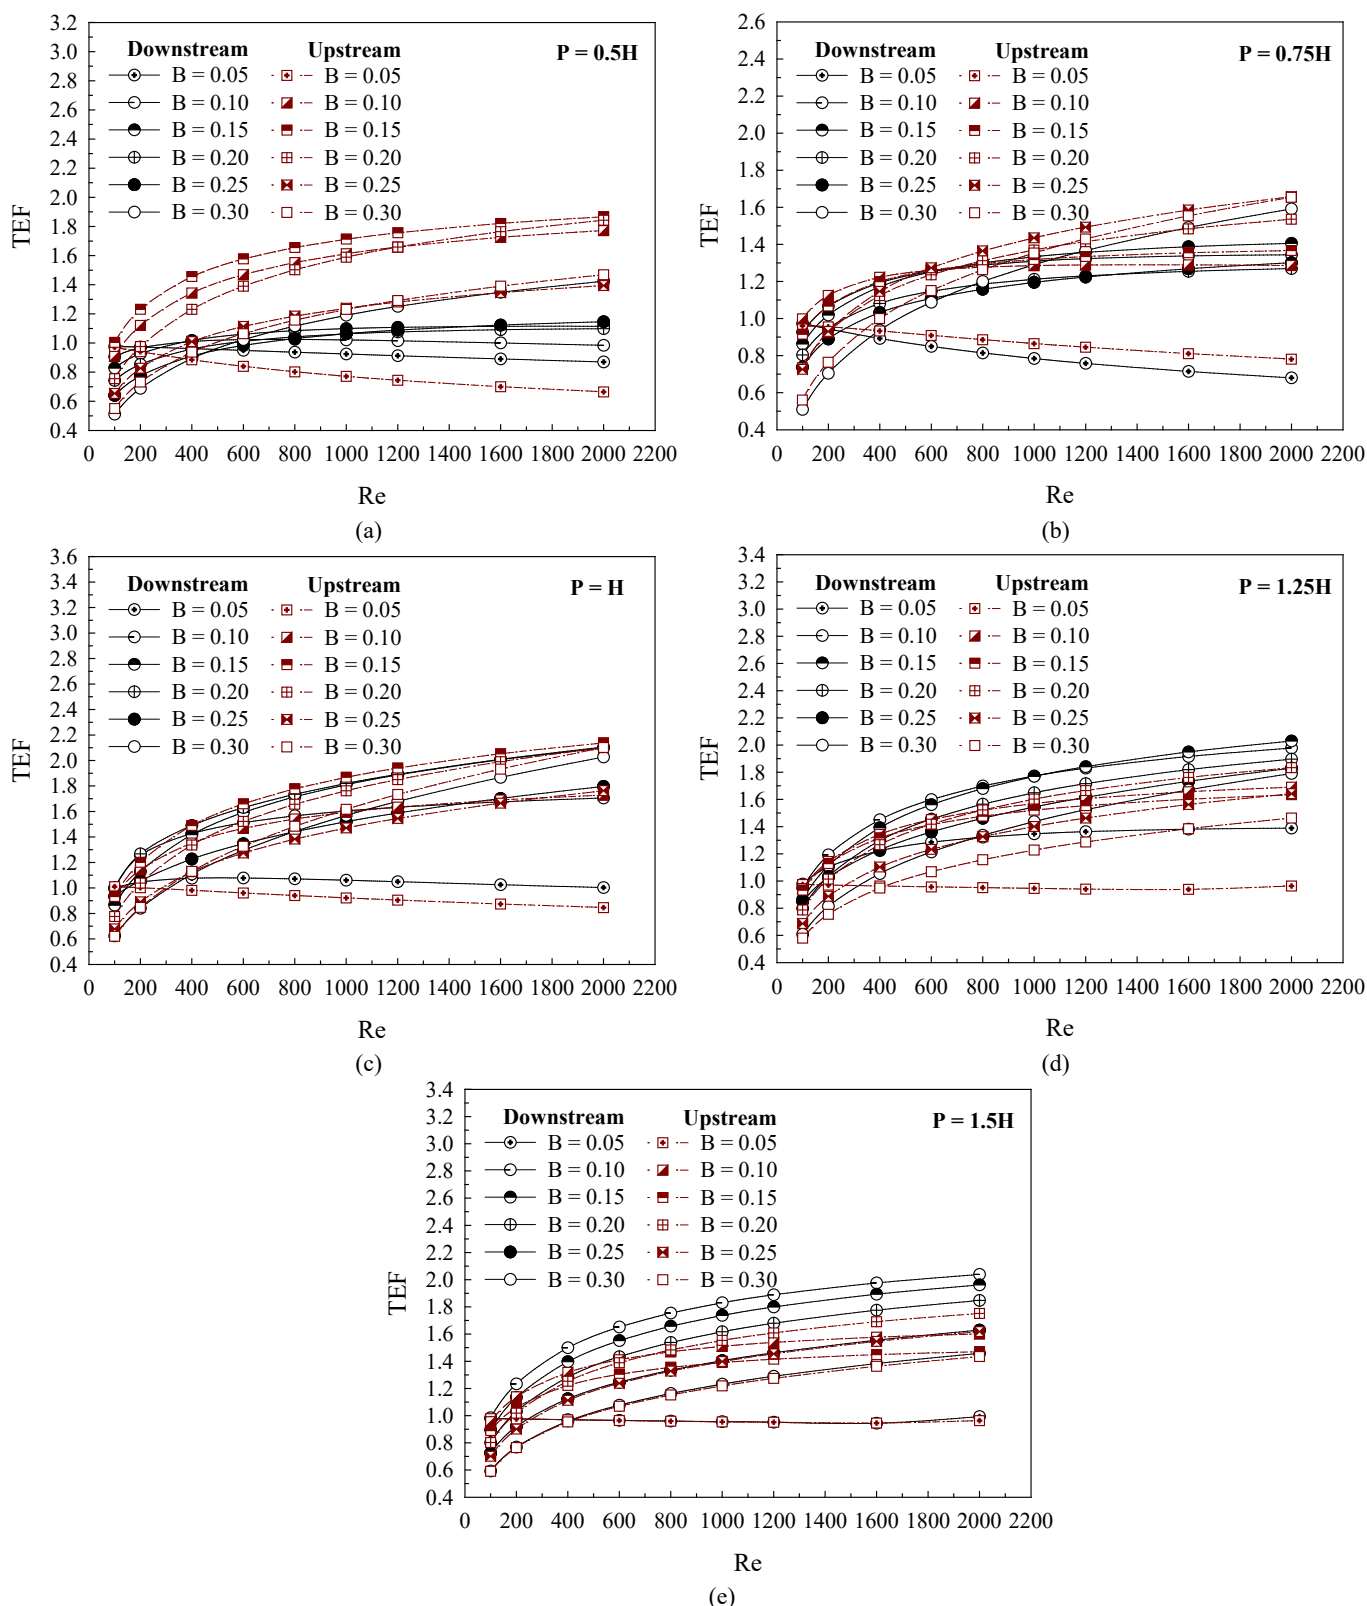 3.2
3.0
2.8
2.6
2.4
2.2
2.0
1.8
1.6
1.4
1.2
1.0
0.8
0.6
0.4
TEF
Downstream Upstream P = 0.5H
B = 0.05 B = 0.05
B = 0.10 B = 0.10
B = 0.15 B = 0.15
B = 0.20 B = 0.20
B = 0.25 B = 0.25
B = 0.30 B = 0.30
0 200 400 600 800 1000 1200 1400 1600 1800 2000 2200
Re
(a)
2.6
2.4
2.2
2.0
1.8
1.6
1.4
1.2
1.0
0.8
0.6
0.4
TEF
Downstream Upstream P = 0.75H
B = 0.05 B = 0.05
B = 0.10 B = 0.10
B = 0.15 B = 0.15
B = 0.20 B = 0.20
B = 0.25 B = 0.25
B = 0.30 B = 0.30
0 200 400 600 800 1000 1200 1400 1600 1800 2000 2200
Re
(b)
3.6
3.4
3.2
3.0
2.8
2.6
2.4
2.2
2.0
1.8
1.6
1.4
1.2
1.0
0.8
0.6
0.4
TEF
Downstream Upstream P = H
B = 0.05 B = 0.05
B = 0.10 B = 0.10
B = 0.15 B = 0.15
B = 0.20 B = 0.20
B = 0.25 B = 0.25
B = 0.30 B = 0.30
0 200 400 600 800 1000 1200 1400 1600 1800 2000 2200
Re
(c)
3.4
3.2
3.0
2.8
2.6
2.4
2.2
2.0
1.8
1.6
1.4
1.2
1.0
0.8
0.6
0.4
TEF
Downstream Upstream P = 1.25H
B = 0.05 B = 0.05
B = 0.10 B = 0.10
B = 0.15 B = 0.15
B = 0.20 B = 0.20
B = 0.25 B = 0.25
B = 0.30 B = 0.30
0 200 400 600 800 1000 1200 1400 1600 1800 2000 2200
Re
(d)
3.4
3.2
3.0
2.8
2.6
2.4
2.2
2.0
1.8
1.6
1.4
1.2
1.0
0.8
0.6
0.4
TEF
Downstream Upstream P = 1.5H
B = 0.05 B = 0.05
B = 0.10 B = 0.10
B = 0.15 B = 0.15
B = 0.20 B = 0.20
B = 0.25 B = 0.25
B = 0.30 B = 0.30
0 200 400 600 800 1000 1200 1400 1600 1800 2000 2200
Re
(e)